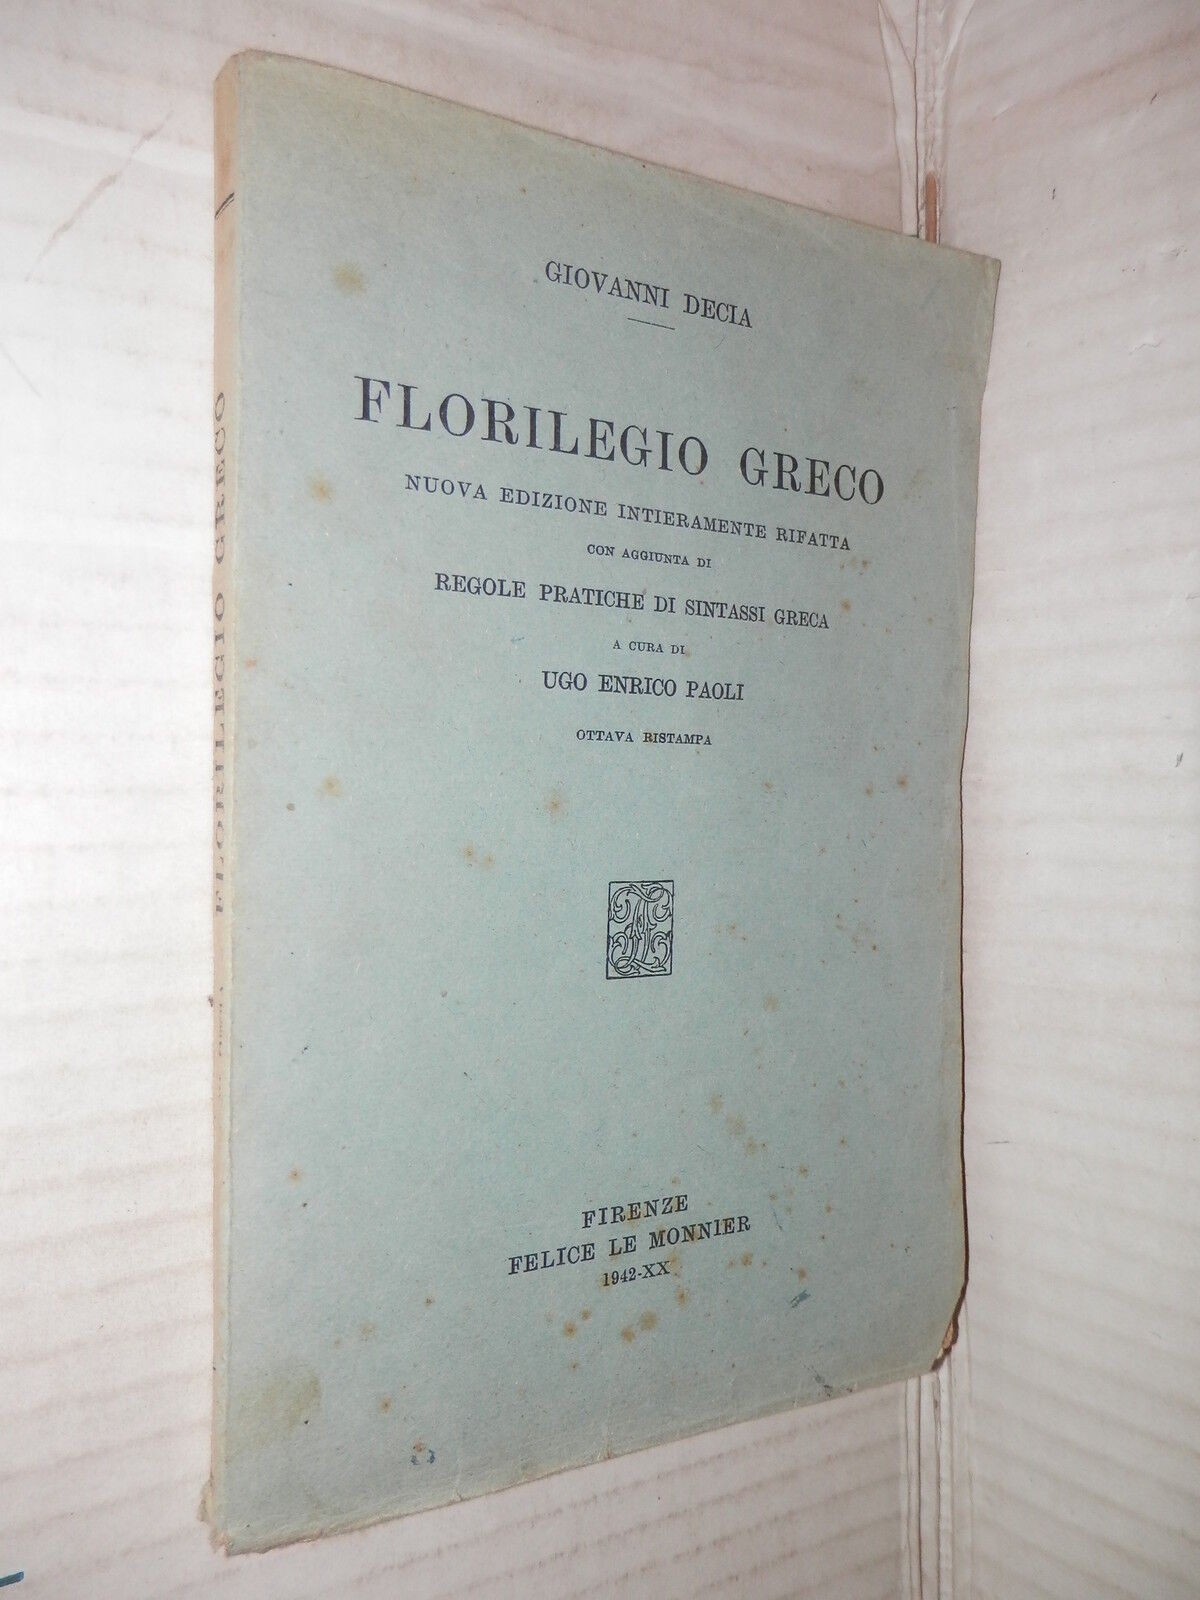 GIOVANNI DECIA
FLORILEGIO GRECO
NUOVA EDIZIONE INTIERAMENTE RIFATTA
CON AGGIUNTA DI
REGOLE PRATICHE DI SINTASSI GRECA
A CURA DI
UGO ENRICO PAOLI
OTTAVA RISTAMPA
FIRENZE
FELICE LE MONNIER
1942-XX
FLORILEGIO GRECO